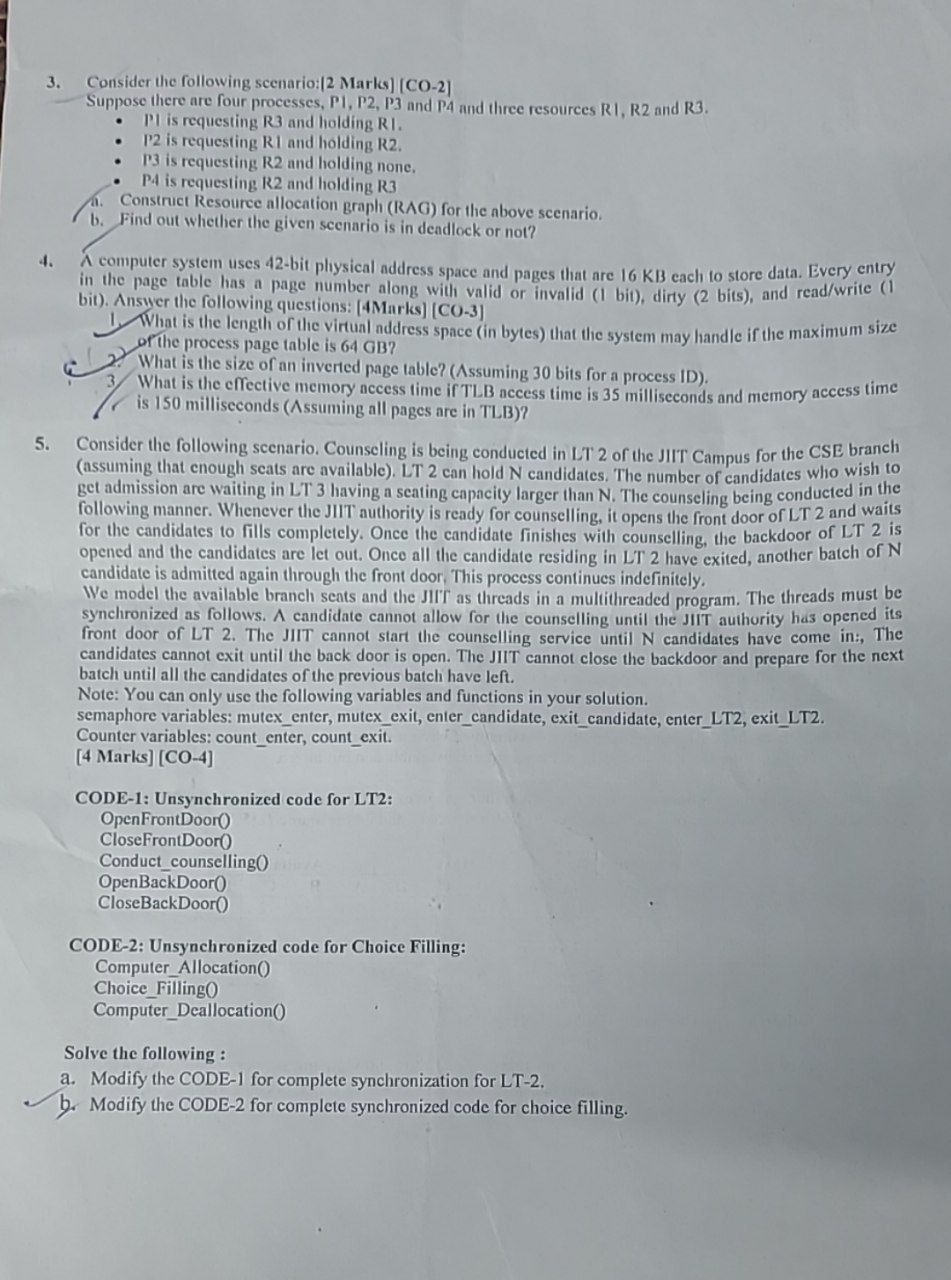 3. Consider the following scenario:[2 Marks] [CO-2]
Suppose there are four processes, P1, P2, P3 and P4 and three resources R1, R2 and R3.
• P1 is requesting R3 and holding R1.
• P2 is requesting R1 and holding R2.
• P3 is requesting R2 and holding none.
• P4 is requesting R2 and holding R3
a. Construct Resource allocation graph (RAG) for the above scenario.
b. Find out whether the given scenario is in deadlock or not?
4. A computer system uses 42-bit physical address space and pages that are 16 KB each to store data. Every entry
in the page table has a page number along with valid or invalid (1 bit), dirty (2 bits), and read/write (1
bit). Answer the following questions: [4Marks] [CO-3]
1. What is the length of the virtual address space (in bytes) that the system may handle if the maximum size
of the process page table is 64 GB?
2. What is the size of an inverted page table? (Assuming 30 bits for a process ID).
3. What is the effective memory access time if TLB access time is 35 milliseconds and memory access time
is 150 milliseconds (Assuming all pages are in TLB)?
5. Consider the following scenario. Counseling is being conducted in LT 2 of the JIIT Campus for the CSE branch
(assuming that enough seats are available). LT 2 can hold N candidates. The number of candidates who wish to
get admission are waiting in LT 3 having a seating capacity larger than N. The counseling being conducted in the
following manner. Whenever the JIIT authority is ready for counselling, it opens the front door of LT 2 and waits
for the candidates to fills completely. Once the candidate finishes with counselling, the backdoor of LT 2 is
opened and the candidates are let out. Once all the candidate residing in LT 2 have exited, another batch of N
candidate is admitted again through the front door. This process continues indefinitely.
We model the available branch seats and the JIIT as threads in a multithreaded program. The threads must be
synchronized as follows. A candidate cannot allow for the counselling until the JIIT authority has opened its
front door of LT 2. The JIIT cannot start the counselling service until N candidates have come in:, The
candidates cannot exit until the back door is open. The JIIT cannot close the backdoor and prepare for the next
batch until all the candidates of the previous batch have left.
Note: You can only use the following variables and functions in your solution.
semaphore variables: mutex_enter, mutex_exit, enter_candidate, exit_candidate, enter_LT2, exit_LT2.
Counter variables: count_enter, count_exit.
[4 Marks] [CO-4]
CODE-1: Unsynchronized code for LT2:
OpenFrontDoor()
CloseFrontDoor()
Conduct_counselling()
OpenBackDoor()
CloseBackDoor()
CODE-2: Unsynchronized code for Choice Filling:
Computer_Allocation()
Choice_Filling()
Computer_Deallocation()
Solve the following :
a. Modify the CODE-1 for complete synchronization for LT-2.
b. Modify the CODE-2 for complete synchronized code for choice filling.